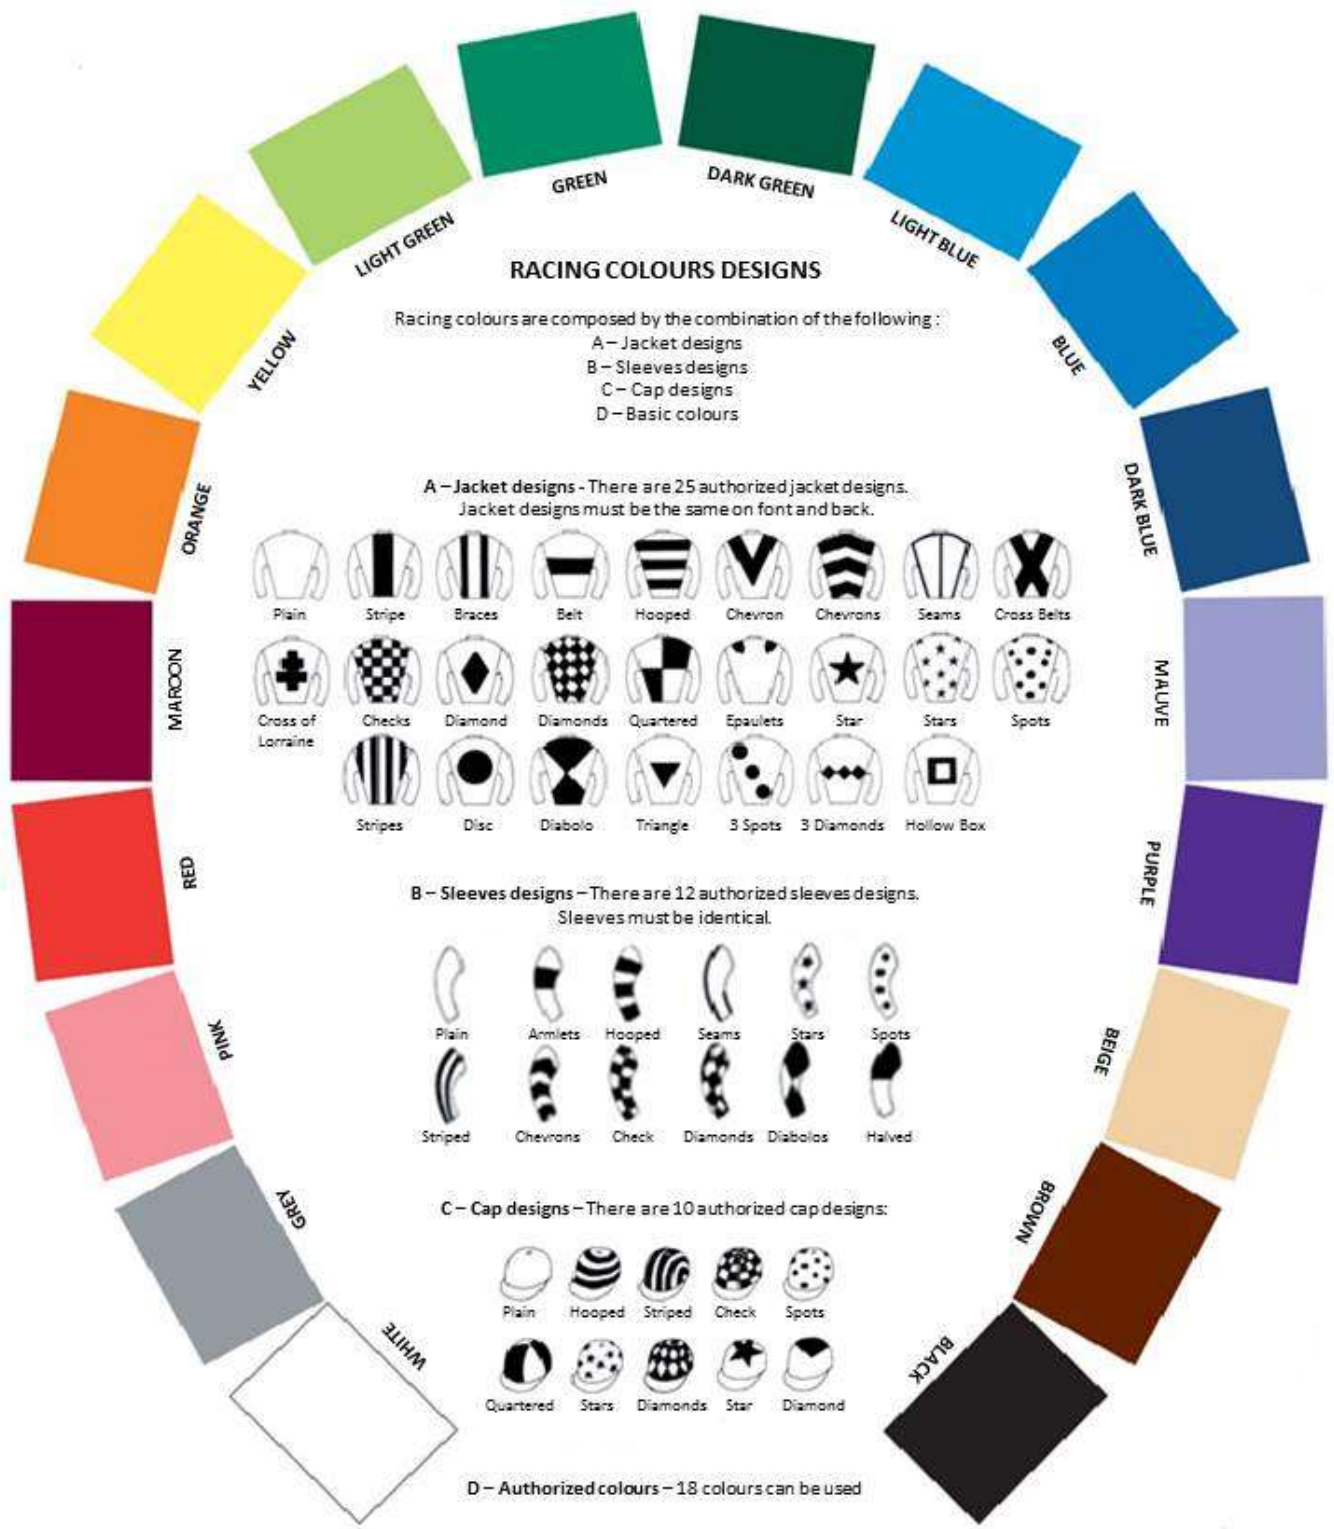 GREEN
DARK GREEN
LIGHT GREEN
LIGHT BLUE
YELLOW
BLUE
ORANGE
DARK BLUE
MAROON
MAUVE
RED
PURPLE
PINK
BEIGE
GREY
BROWN
WHITE
BLACK
RACING COLOURS DESIGNS
Racing colours are composed by the combination of the following :
A – Jacket designs
B – Sleeves designs
C – Cap designs
D – Basic colours
A – Jacket designs - There are 25 authorized jacket designs.
Jacket designs must be the same on font and back.
Plain Stripe Braces Belt Hooped Chevron Chevrons Seams Cross Belts
Cross of Checks Diamond Diamonds Quartered Epaulets Star Stars Spots
Lorraine
Stripes Disc Diabolo Triangle 3 Spots 3 Diamonds Hollow Box
B – Sleeves designs – There are 12 authorized sleeves designs.
Sleeves must be identical.
Plain Armlets Hooped Seams Stars Spots
Striped Chevrons Check Diamonds Diabolos Halved
C – Cap designs – There are 10 authorized cap designs:
Plain Hooped Striped Check Spots
Quartered Stars Diamonds Star Diamond
D – Authorized colours – 18 colours can be used